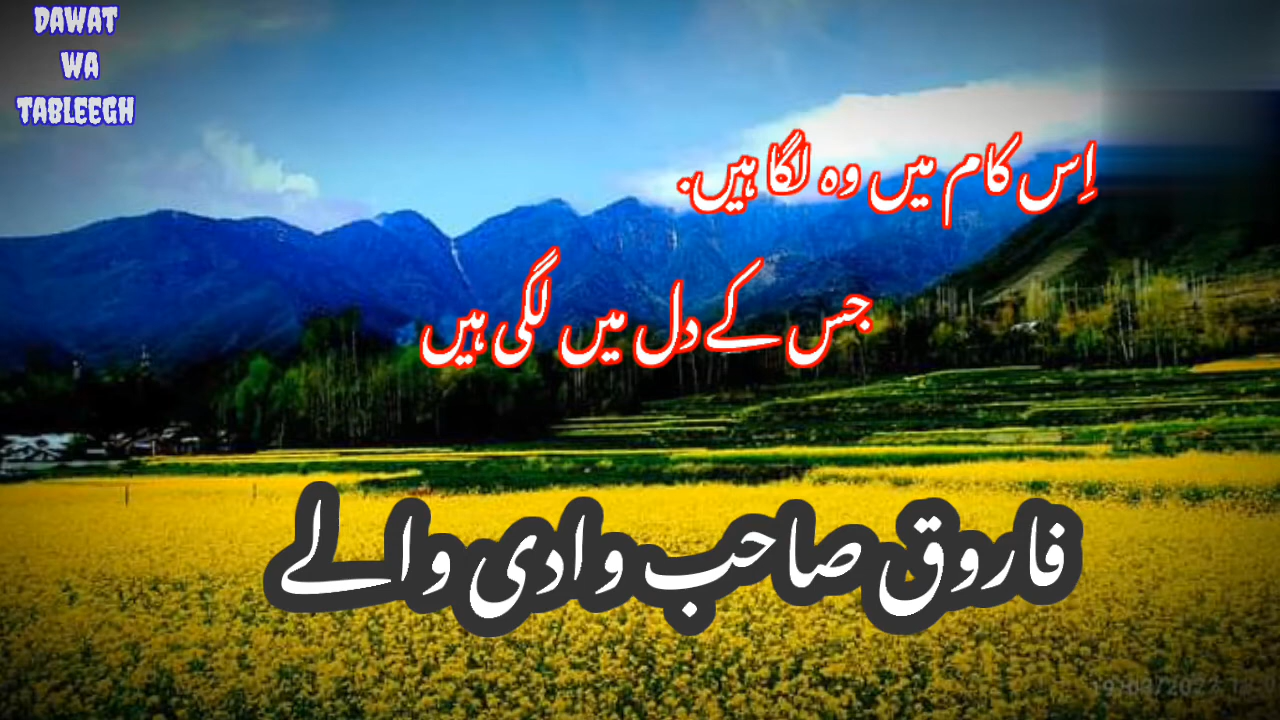 DAWAT
WA
TABLEEGH
اِس کام میں وہ لگا ہیں.
جس کے دل میں لگی ہیں
فاروق صاحب وادی والے